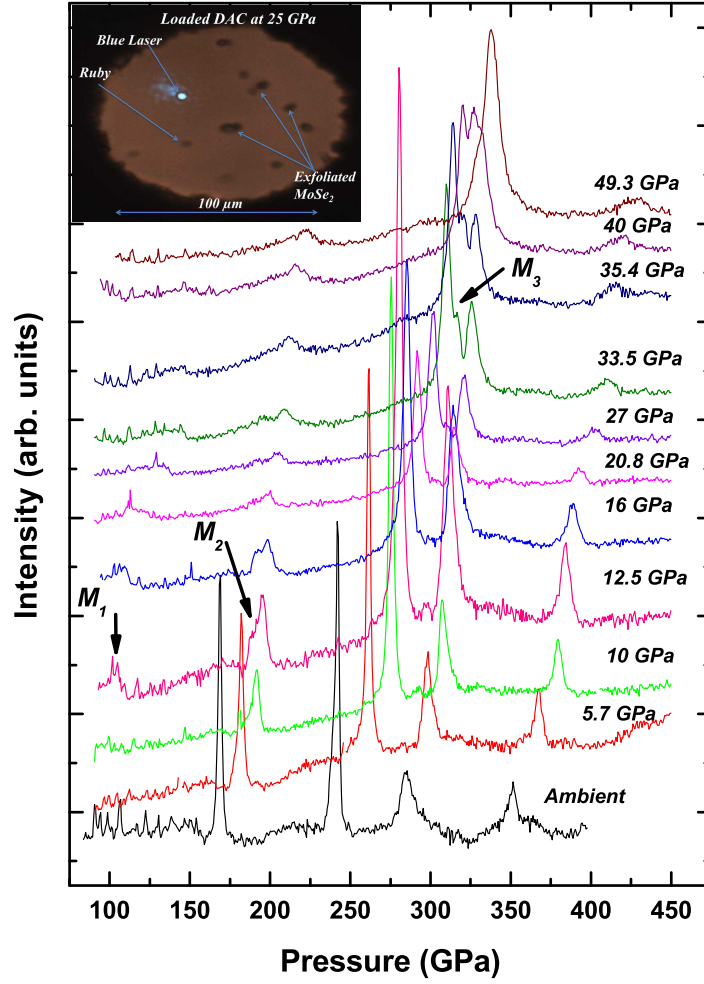 Loaded DAC at 25 GPa
Blue Laser
Ruby
Exfoliated
MoSe2
100 µm
49.3 GPa
40 GPa
35.4 GPa
M3
33.5 GPa
27 GPa
20.8 GPa
16 GPa
M2
12.5 GPa
M1
10 GPa
5.7 GPa
Ambient
Intensity (arb. units)
100 150 200 250 300 350 400 450
Pressure (GPa)